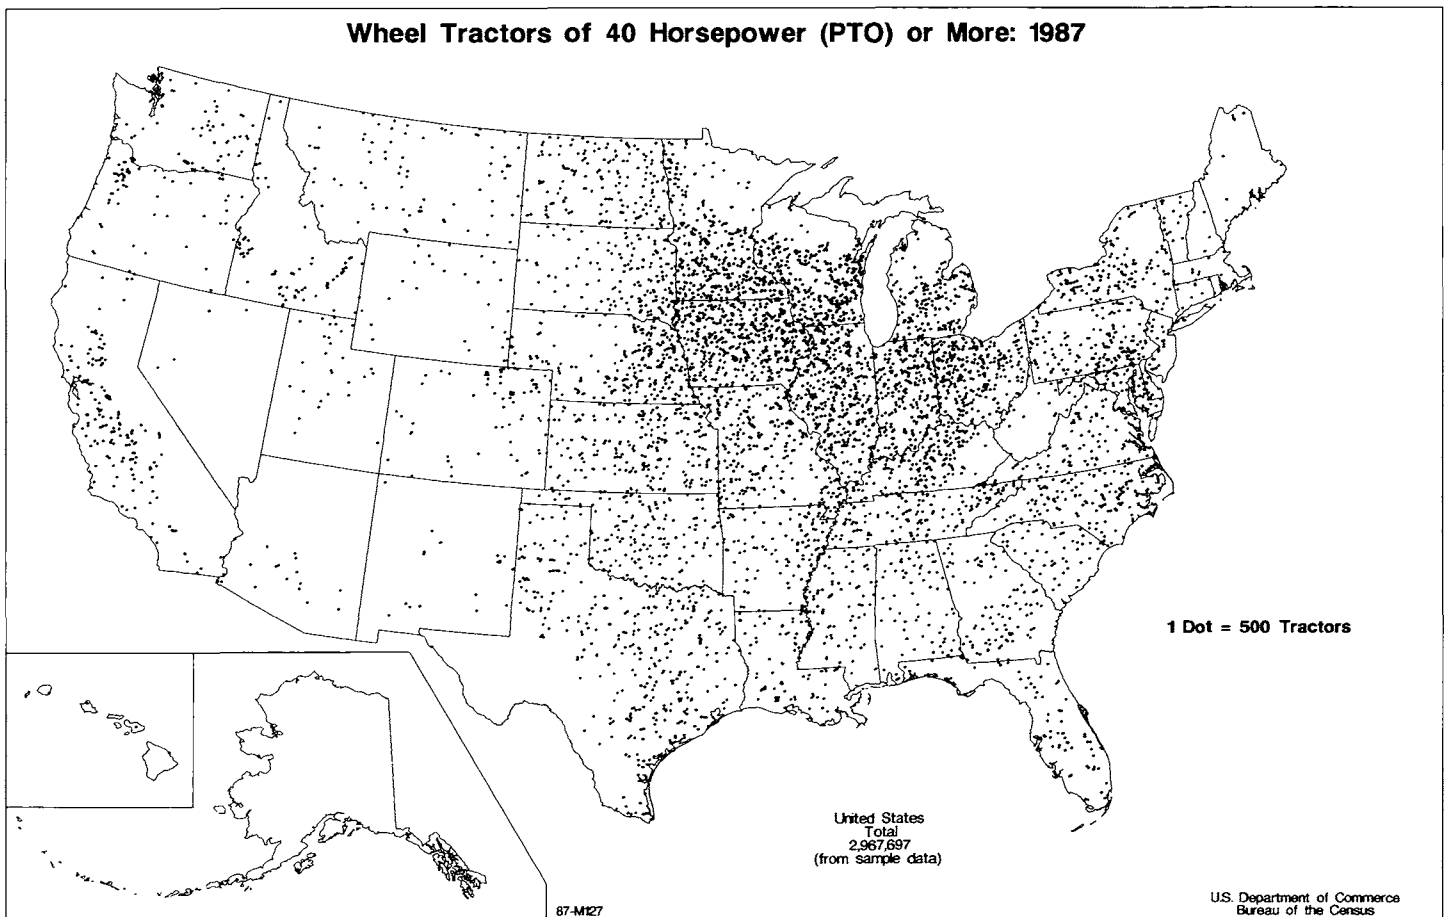 Wheel Tractors of 40 Horsepower (PTO) or More: 1987
1 Dot = 500 Tractors
United States
Total
2,967,697
(from sample data)
87-M127
U.S. Department of Commerce
Bureau of the Census